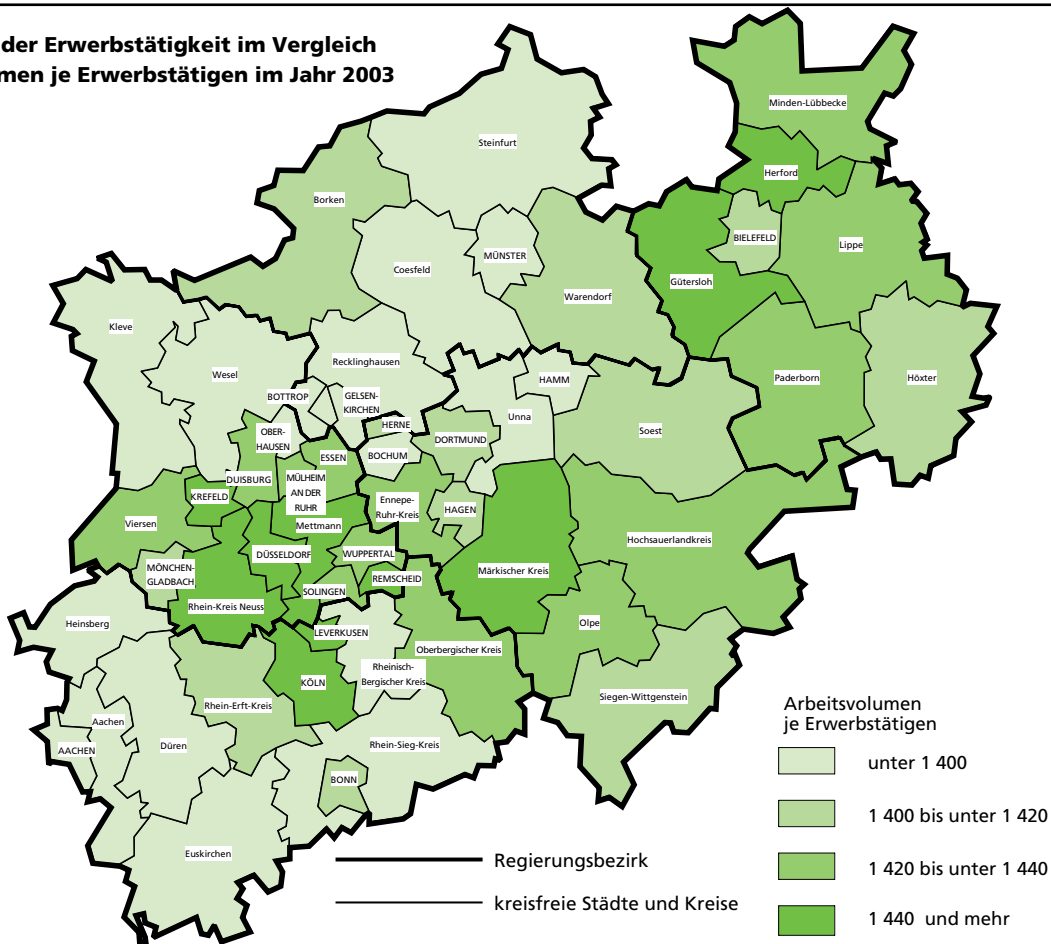 der Erwerbstätigkeit im Vergleich
men je Erwerbstätigen im Jahr 2003
Minden-Lübbecke
Steinfurt
Herford
Borken
BIELEFELD
Lippe
MÜNSTER
Coesfeld
Gütersloh
Warendorf
Kleve
Recklinghausen
Wesel
HAMM
Paderborn
Höxter
BOTTROP
GELSEN-
KIRCHEN
Unna
HERNE
Soest
OBER-
HAUSEN
DORTMUND
ESSEN
BOCHUM
DUISBURG
MÜLHEIM
AN DER
RUHR
KREFELD
Ennepe-
Ruhr-Kreis
HAGEN
Viersen
Mettmann
Hochsauerlandkreis
DÜSSELDORF
WUPPERTAL
MÖNCHEN-
GLADBACH
Märkischer Kreis
REMSCHEID
SOLINGEN
Rhein-Kreis Neuss
Heinsberg
Olpe
LEVERKUSEN
Oberbergischer Kreis
Rheinisch-
Bergischer Kreis
KÖLN
Siegen-Wittgenstein
Rhein-Erft-Kreis
Aachen
AACHEN
Düren
Rhein-Sieg-Kreis
BONN
Euskirchen
Arbeitsvolumen
je Erwerbstätigen
unter 1 400
1 400 bis unter 1 420
1 420 bis unter 1 440
1 440 und mehr
Regierungsbezirk
kreisfreie Städte und Kreise